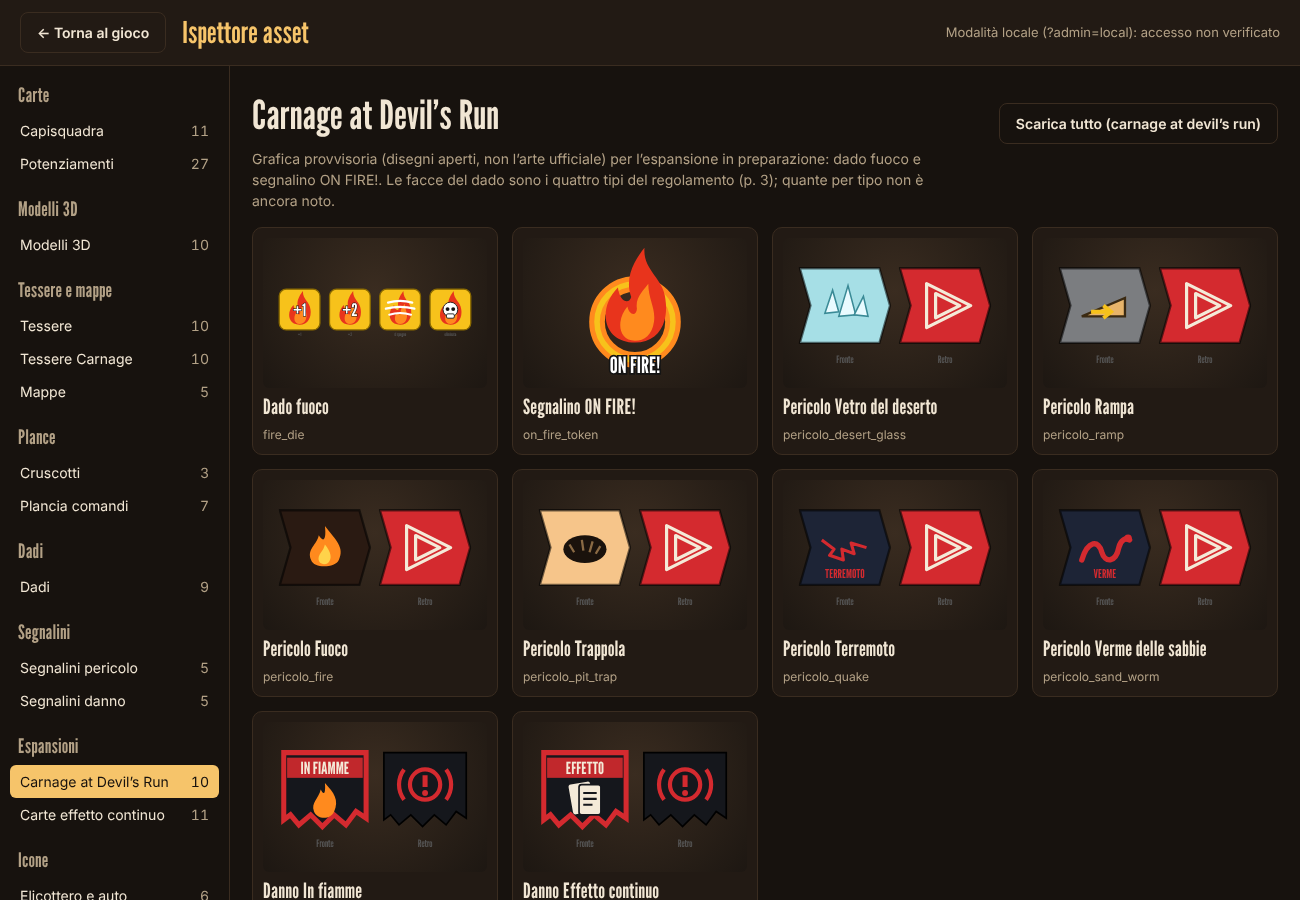 ← Torna al gioco
Ispettore asset
Modalità locale (?admin=local): accesso non verificato
Carte
Capisquadra 11
Potenziamenti 27
Modelli 3D
Modelli 3D 10
Tessere e mappe
Tessere 10
Tessere Carnage 10
Mappe 5
Plance
Cruscotti 3
Plancia comandi 7
Dadi
Dadi 9
Segnalini
Segnalini pericolo 5
Segnalini danno 5
Espansioni
Carnage at Devil’s Run 10
Carte effetto continuo 11
Icone
Elicottero e auto 6
Carnage at Devil’s Run
Scarica tutto (carnage at devil’s run)
Grafica provvisoria (disegni aperti, non l’arte ufficiale) per l’espansione in preparazione: dado fuoco e
segnalino ON FIRE!. Le facce del dado sono i quattro tipi del regolamento (p. 3); quante per tipo non è
ancora noto.
+1 +2
Dado fuoco
fire_die
ON FIRE!
Segnalino ON FIRE!
on_fire_token
Fronte Retro
Pericolo Vetro del deserto
pericolo_desert_glass
Fronte Retro
Pericolo Rampa
pericolo_ramp
Fronte Retro
Pericolo Fuoco
pericolo_fire
Fronte Retro
Pericolo Trappola
pericolo_pit_trap
TERREMOTO
Fronte Retro
Pericolo Terremoto
pericolo_quake
VERME
Fronte Retro
Pericolo Verme delle sabbie
pericolo_sand_worm
IN FIAMME
Fronte Retro
Danno In fiamme
EFFETTO
Fronte Retro
Danno Effetto continuo